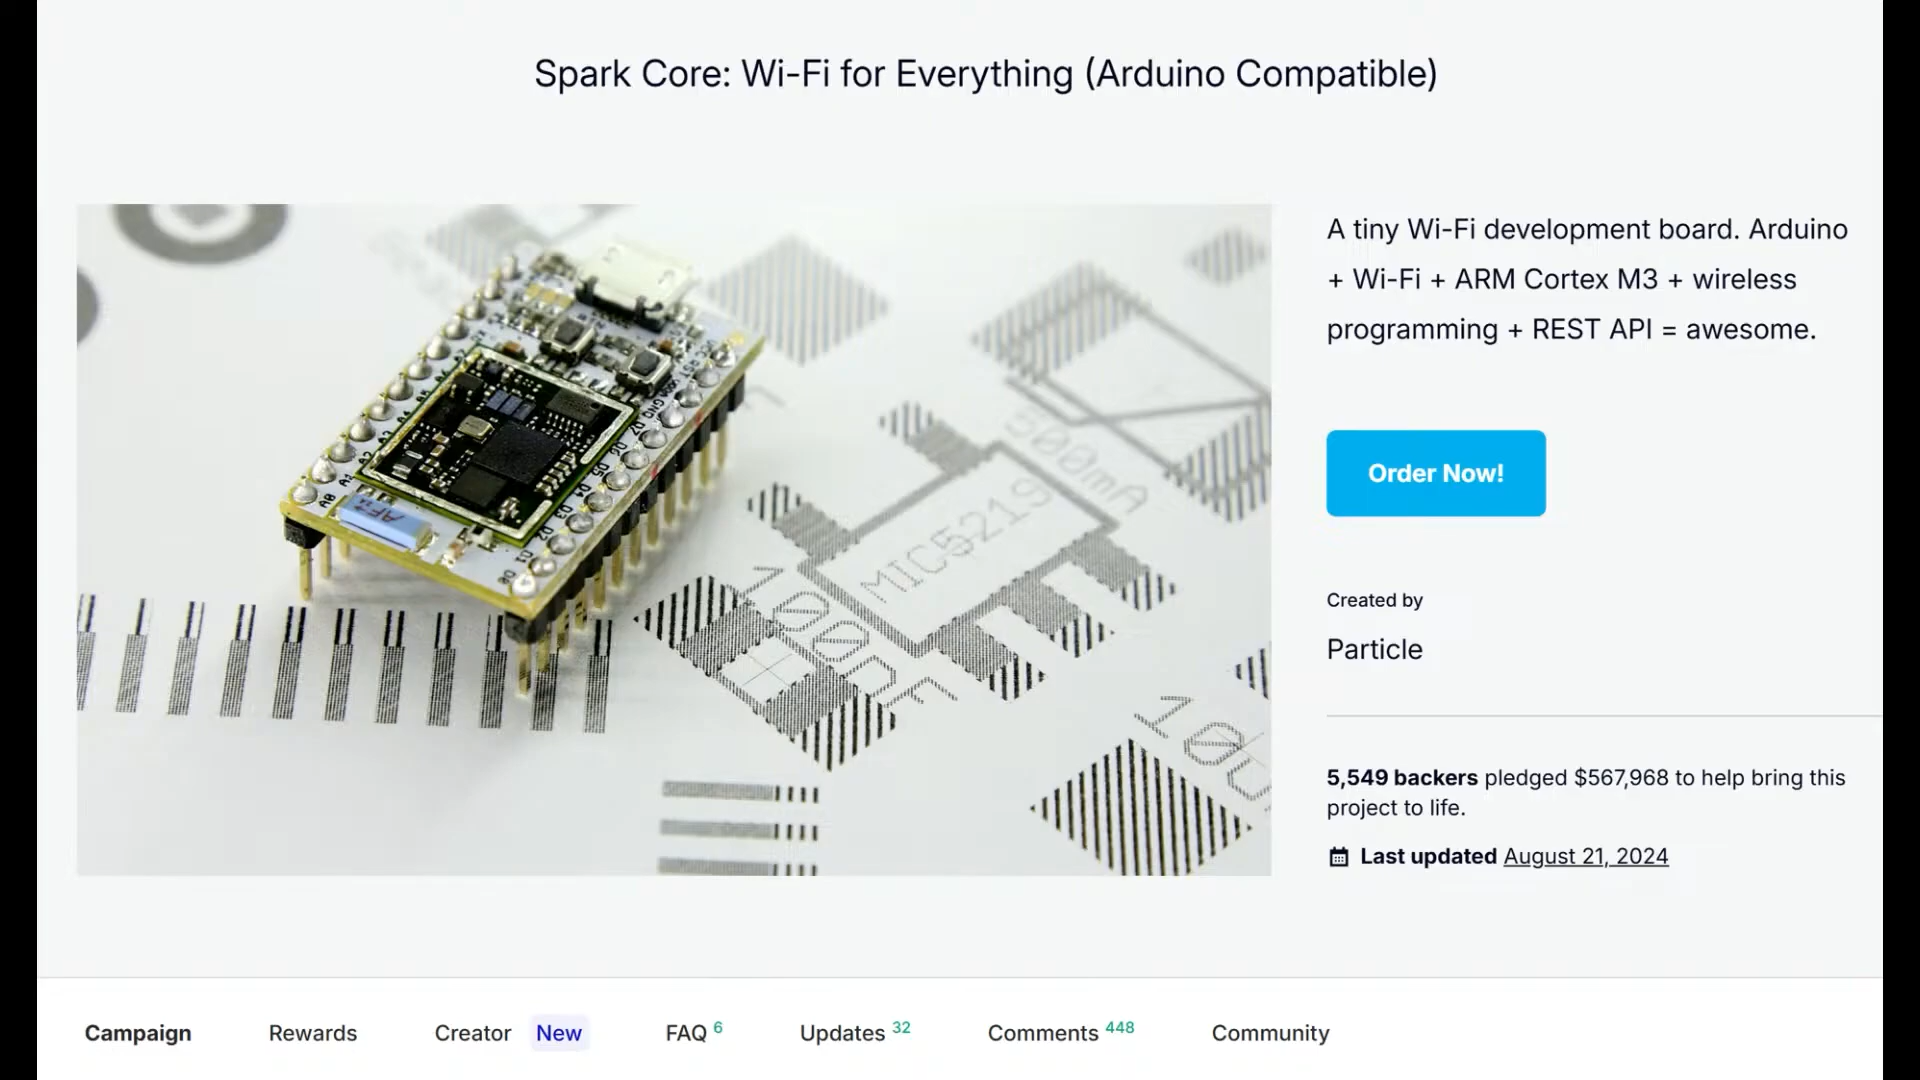 Spark Core: Wi-Fi for Everything (Arduino Compatible)
A tiny Wi-Fi development board. Arduino
+ Wi-Fi + ARM Cortex M3 + wireless
programming + REST API = awesome.
Order Now!
Created by
Particle
5,549 backers pledged $567,968 to help bring this
project to life.
Last updated August 21, 2024
500mA
MIC5219
100nF
Campaign
Rewards
Creator New
FAQ 6
Updates 32
Comments 448
Community